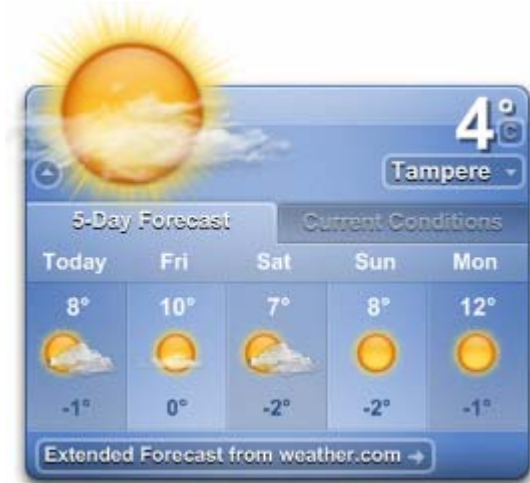 4°
C
Tampere
5-Day Forecast Current Conditions
Today Fri Sat Sun Mon
8° 10° 7° 8° 12°
-1° 0° -2° -2° -1°
Extended Forecast from weather.com